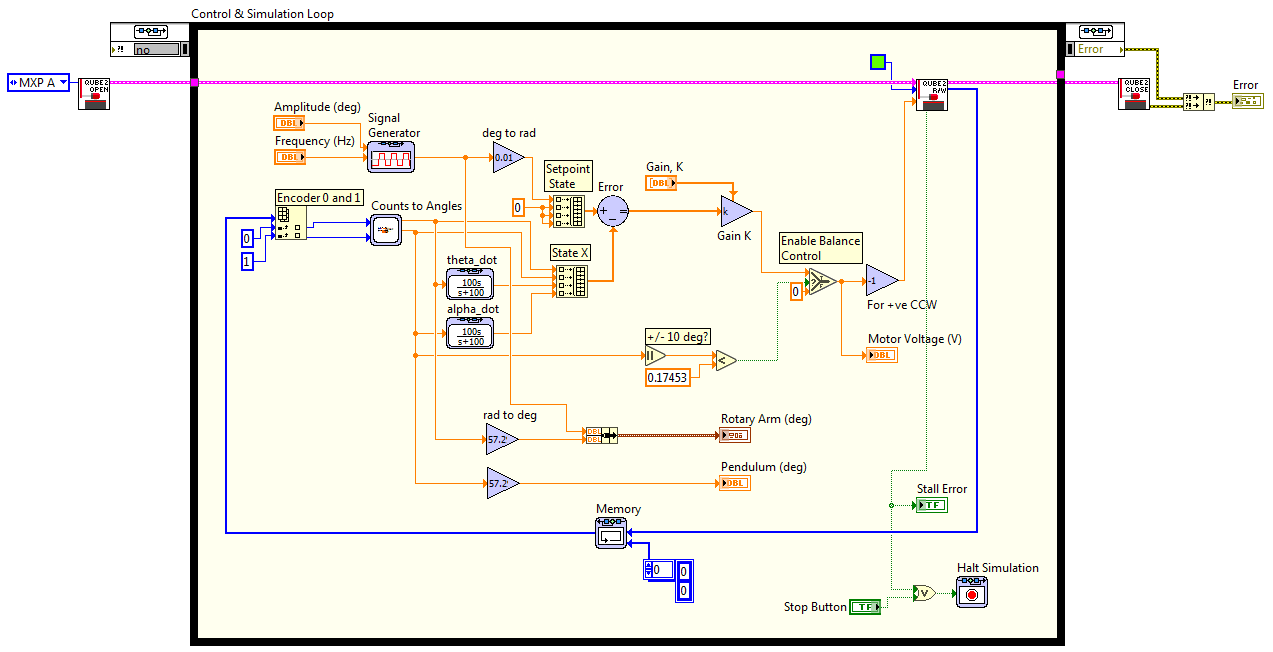 Control & Simulation Loop
no
Error
MXP A
QUBE2
OPEN
QUBE2
R/W
QUBE2
CLOSE
Error
Amplitude (deg)
DBL
Signal
Generator
Frequency (Hz)
DBL
deg to rad
0.01
Setpoint
State
0
Error
Gain, K
[DBL]
k
Gain K
Encoder 0 and 1
0
1
Counts to Angles
State X
Enable Balance
Control
0
-1
For +ve CCW
theta_dot
100s
s+100
alpha_dot
100s
s+100
+/- 10 deg?
0.17453
<
Motor Voltage (V)
DBL
rad to deg
57.2
DBL
DBL
Rotary Arm (deg)
57.2
Pendulum (deg)
DBL
Stall Error
TF
Memory
0
0
0
Halt Simulation
Stop Button
TF
V